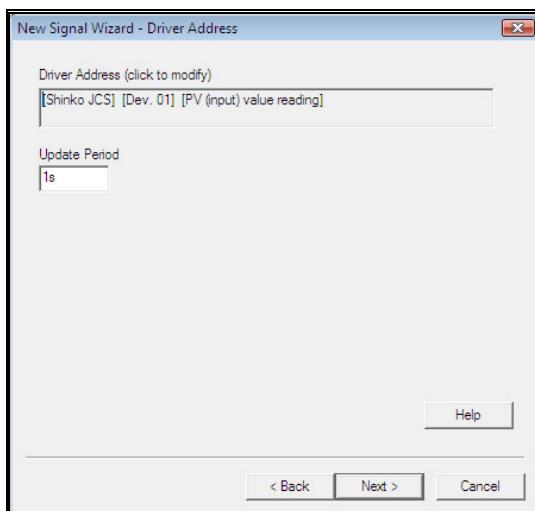 New Signal Wizard - Driver Address
Driver Address (click to modify)
[Shinko JCS] [Dev. 01] [PV (input) value reading]
Update Period
1s
Help
< Back
Next >
Cancel